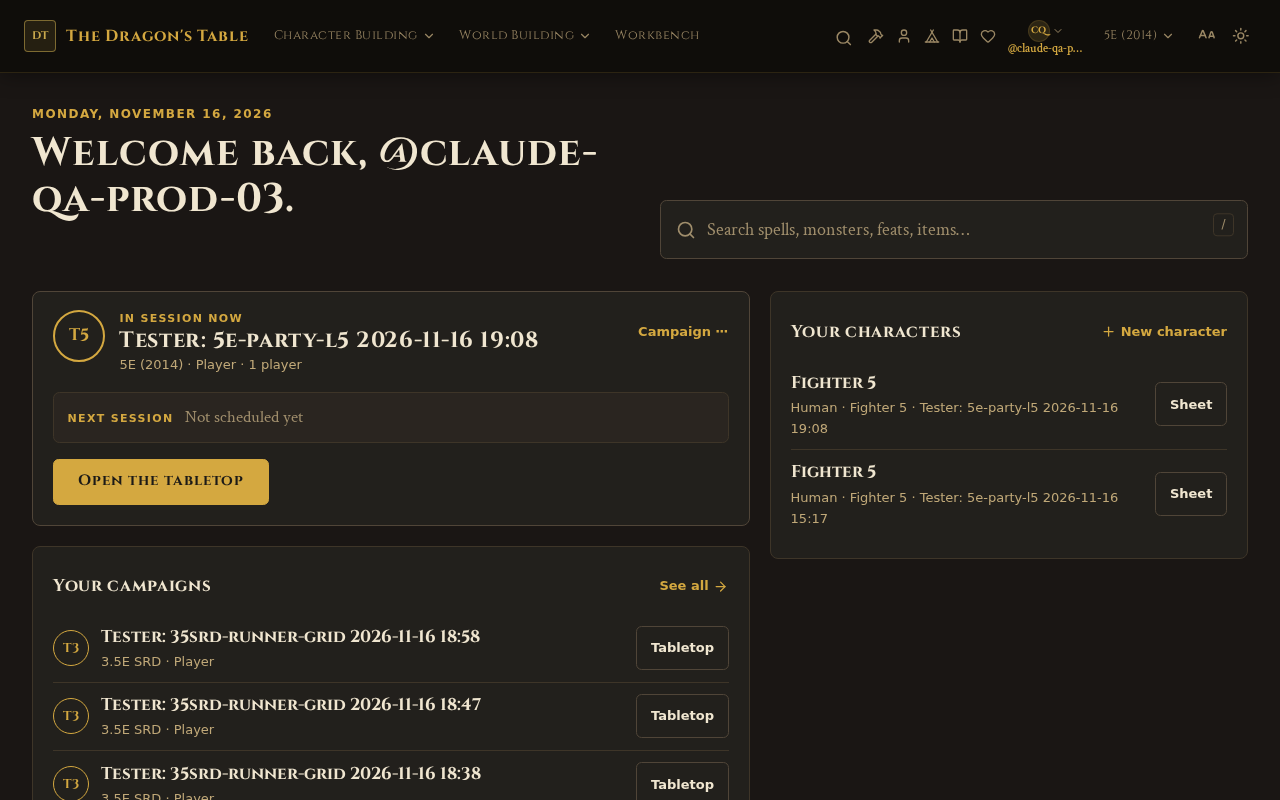 DT The Dragon's Table Character Building World Building Workbench CQ @claude-qa-p... 5E (2014) AA
MONDAY, NOVEMBER 16, 2026
Welcome back, @claude-
qa-prod-03.
Search spells, monsters, feats, items... /
T5
IN SESSION NOW
Tester: 5e-party-l5 2026-11-16 19:08
5E (2014) · Player · 1 player
Campaign ···
NEXT SESSION Not scheduled yet
Open the tabletop
Your campaigns See all →
T3 Tester: 35srd-runner-grid 2026-11-16 18:58
3.5E SRD · Player
Tabletop
T3 Tester: 35srd-runner-grid 2026-11-16 18:47
3.5E SRD · Player
Tabletop
T3 Tester: 35srd-runner-grid 2026-11-16 18:38
3.5E SRD · Player
Tabletop
Your characters + New character
Fighter 5
Human · Fighter 5 · Tester: 5e-party-l5 2026-11-16
19:08
Sheet
Fighter 5
Human · Fighter 5 · Tester: 5e-party-l5 2026-11-16
15:17
Sheet